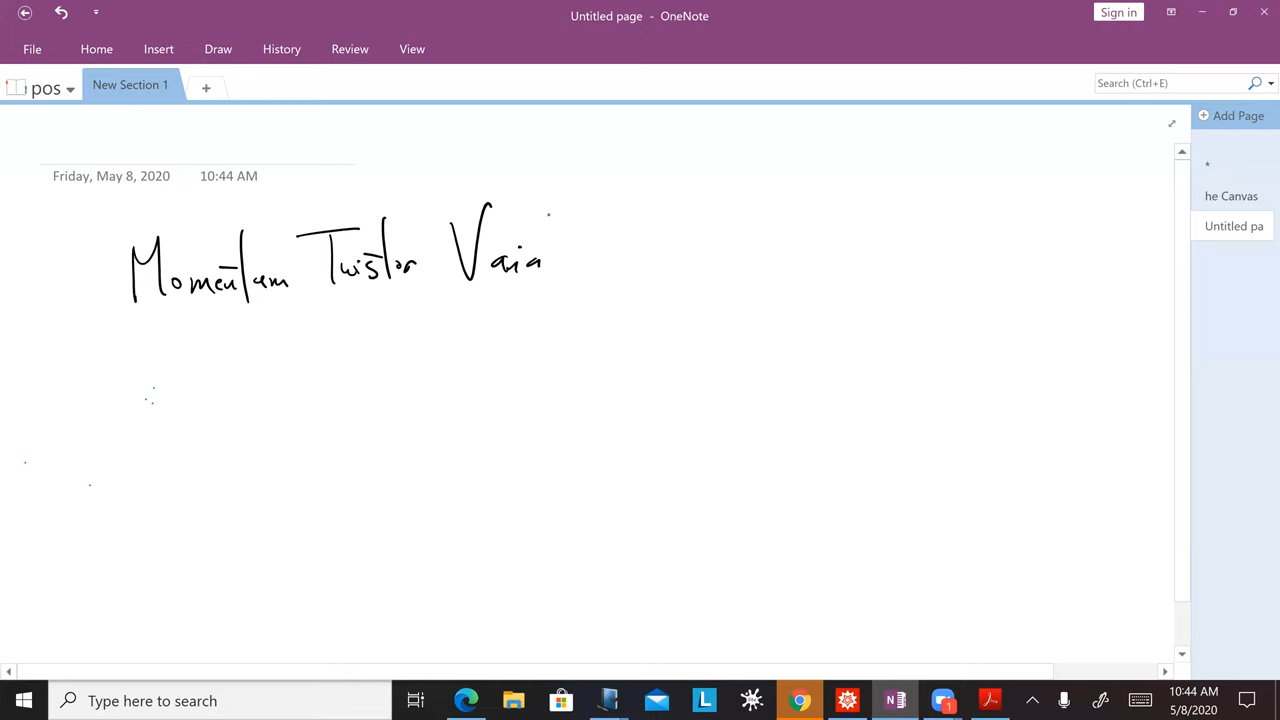 Untitled page - OneNote
Sign in
File Home Insert Draw History Review View
pos New Section 1
Search (Ctrl+E)
Add Page
*
he Canvas
Untitled pa
Friday, May 8, 2020 10:44 AM
Momentum Twistor Vaia
Type here to search
L
N
1
10:44 AM
5/8/2020